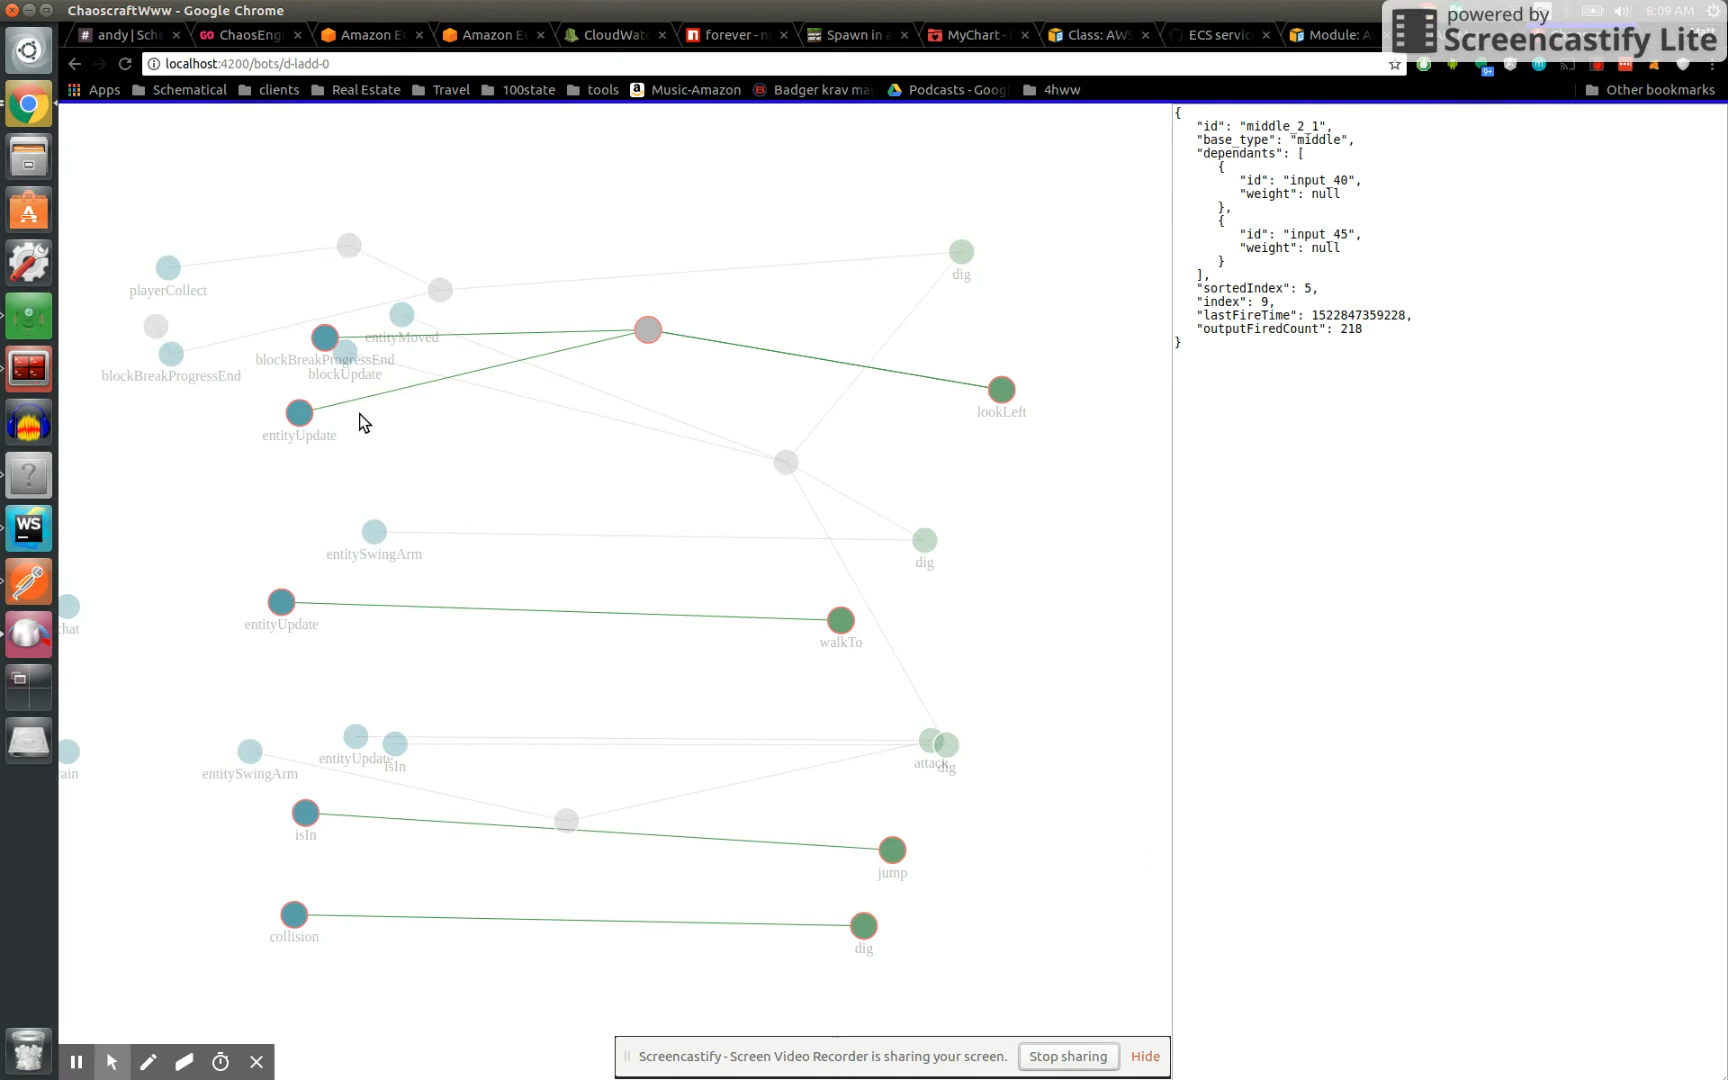 ChaoscraftWww - Google Chrome
8:09 AM
powered by
Screencastify Lite
andy | Sche
ChaosEng
Amazon E
Amazon Es
CloudWat
forever - n
Spawn in a
MyChart -
Class: AWS
ECS servic
Module: A
localhost:4200/bots/d-ladd-0
9+
Apps
Schematical
clients
Real Estate
Travel
100state
tools
Music-Amazon
Badger krav ma
Podcasts - Goog
4hww
Other bookmarks
playerCollect
dig
entityMoved
blockBreakProgressEnd
blockUpdate
blockBreakProgressEnd
lookLeft
entityUpdate
entitySwingArm
dig
entityUpdate
hat
walkTo
entityUpdate
isIn
entitySwingArm
ain
attack
dig
isIn
jump
collision
dig
{
"id": "middle_2_1",
"base_type": "middle",
"dependants": [
{
"id": "input_40",
"weight": null
},
{
"id": "input_45",
"weight": null
}
],
"sortedIndex": 5,
"index": 9,
"lastFireTime": 1522847359228,
"outputFiredCount": 218
}
WS
Screencastify - Screen Video Recorder is sharing your screen.
Stop sharing
Hide